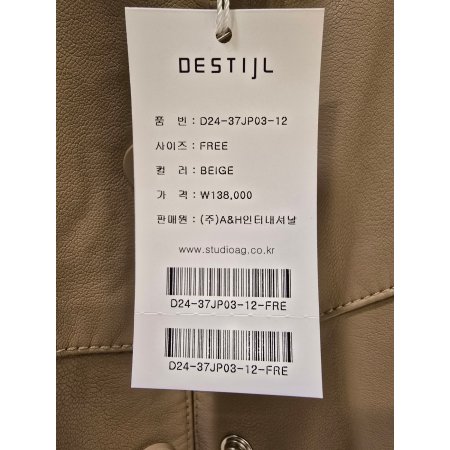 DESTIJL
품 번 : D24-37JP03-12
사이즈 : FREE
컬 러 : BEIGE
가 격 : ₩138,000
판매원 : (주)A&H인터내셔날
www.studioag.co.kr
D24-37JP03-12-FRE
D24-37JP03-12-FRE